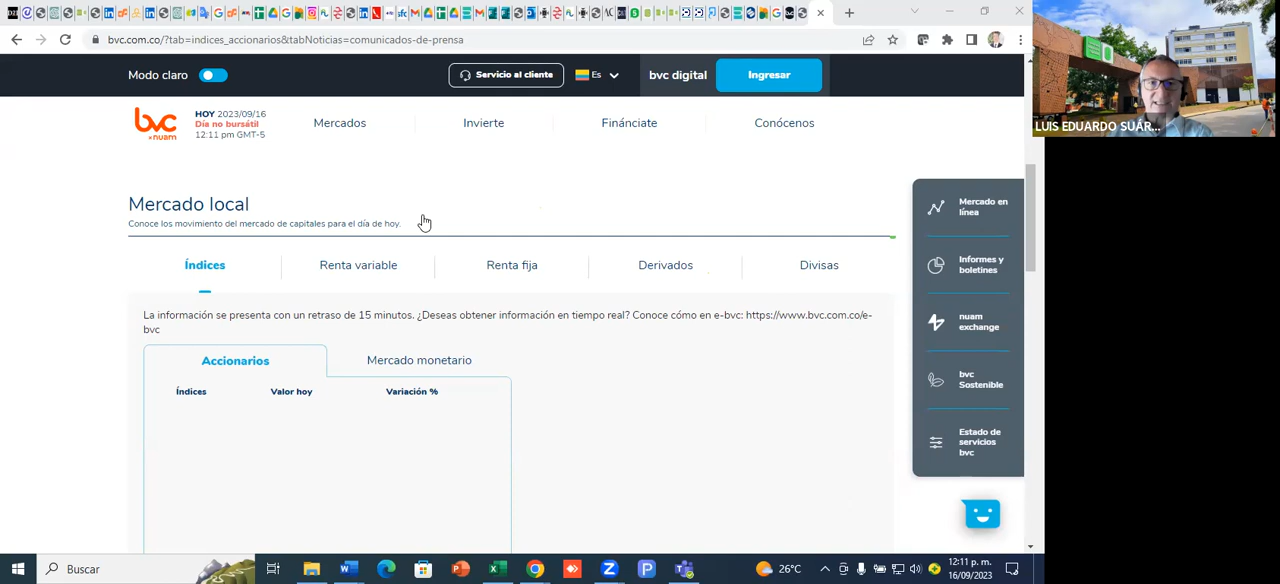 bvc.com.co/?tab=indices_accionarios&tabNoticias=comunicados-de-prensa
Modo claro
Servicio al cliente
Es
bvc digital
Ingresar
LUIS EDUARDO SUÁR...
bvc
nuam
HOY 2023/09/16
Día no bursátil
12:11 pm GMT-5
Mercados
Invierte
Finánciate
Conócenos
Mercado local
Conoce los movimiento del mercado de capitales para el día de hoy.
Mercado en
línea
Informes y
boletines
nuam
exchange
bvc
Sostenible
Estado de
servicios
bvc
Índices
Renta variable
Renta fija
Derivados
Divisas
La información se presenta con un retraso de 15 minutos. ¿Deseas obtener información en tiempo real? Conoce cómo en e-bvc: https://www.bvc.com.co/e-
bvc
Accionarios
Mercado monetario
Índices
Valor hoy
Variación %
Buscar
26°C
12:11 p. m.
16/09/2023